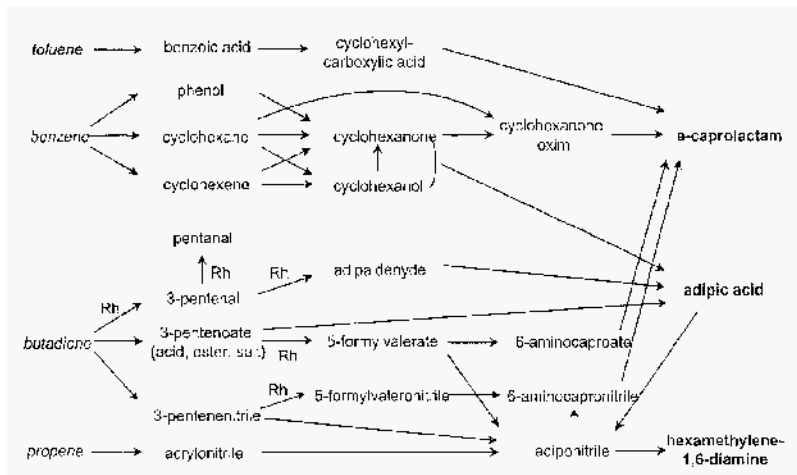 toluene
benzoic acid
cyclohexyl-
carboxylic acid
phenol
benzene
cyclohexane
cyclohexanone
cyclohexanone
oxim
e-caprolactam
cyclohexene
cyclohexanol
pentanal
Rh
Rh
adipaldehyde
Rh
3-pentenal
adipic acid
butadiene
3-pentenoate
(acid, ester, salt)
Rh
5-formylvalerate
6-aminocaproate
Rh
5-formylvaleronitrile
6-aminocapronitrile
3-pentenenitrile
propene
acrylonitrile
adiponitrile
hexamethylene-
1,6-diamine